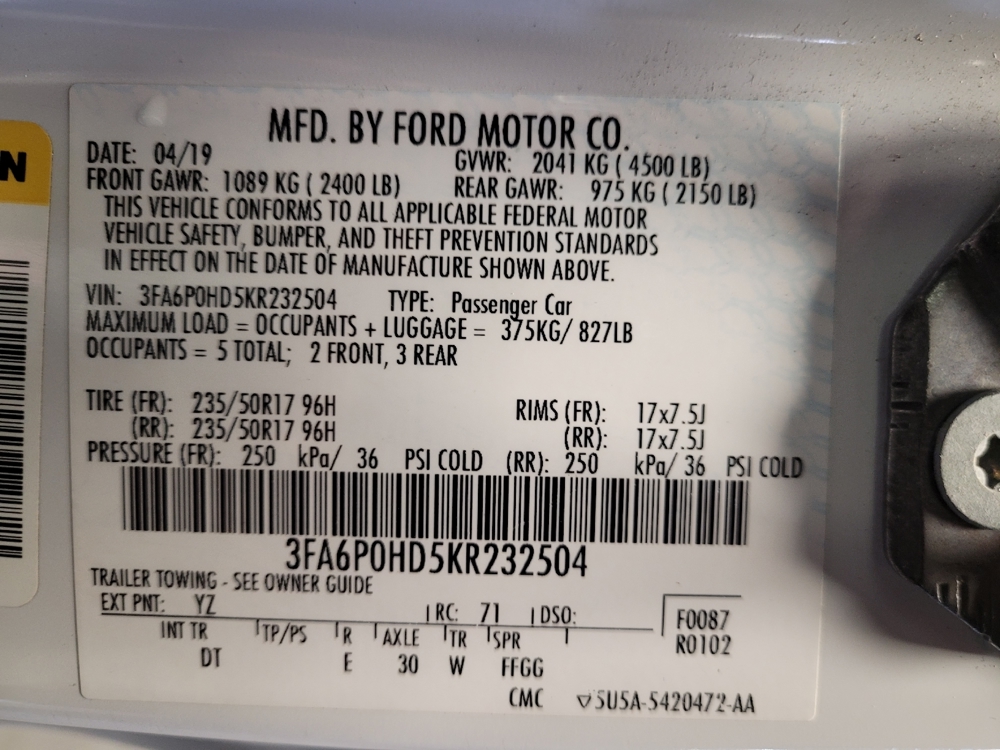 N
MFD. BY FORD MOTOR CO.
DATE: 04/19 GVWR: 2041 KG ( 4500 LB)
FRONT GAWR: 1089 KG ( 2400 LB) REAR GAWR: 975 KG ( 2150 LB)
THIS VEHICLE CONFORMS TO ALL APPLICABLE FEDERAL MOTOR
VEHICLE SAFETY, BUMPER, AND THEFT PREVENTION STANDARDS
IN EFFECT ON THE DATE OF MANUFACTURE SHOWN ABOVE.
VIN: 3FA6P0HD5KR232504 TYPE: Passenger Car
MAXIMUM LOAD = OCCUPANTS + LUGGAGE = 375KG/ 827LB
OCCUPANTS = 5 TOTAL; 2 FRONT, 3 REAR
TIRE (FR): 235/50R17 96H RIMS (FR): 17x7.5J
(RR): 235/50R17 96H (RR): 17x7.5J
PRESSURE (FR): 250 kPa/ 36 PSI COLD (RR): 250 kPa/ 36 PSI COLD
3FA6P0HD5KR232504
TRAILER TOWING - SEE OWNER GUIDE
EXT PNT: YZ RC: 71 DSO: F0087
INT TR TP/PS R AXLE TR SPR R0102
DT E 30 W FFGG
CMC ▽5U5A-5420472-AA